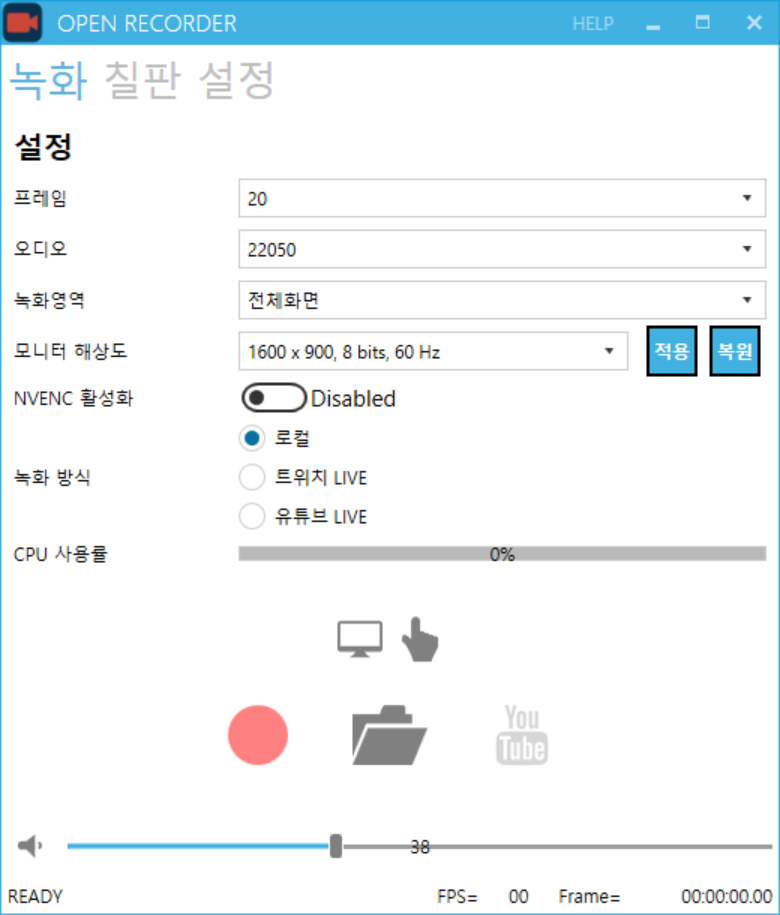 OPEN RECORDER HELP
녹화 칠판 설정
설정
프레임 20
오디오 22050
녹화영역 전체화면
모니터 해상도 1600 x 900, 8 bits, 60 Hz 적용 복원
NVENC 활성화 Disabled
로컬
녹화 방식 트위치 LIVE
유튜브 LIVE
CPU 사용률 0%
You
Tube
38
READY FPS= 00 Frame= 00:00:00.00